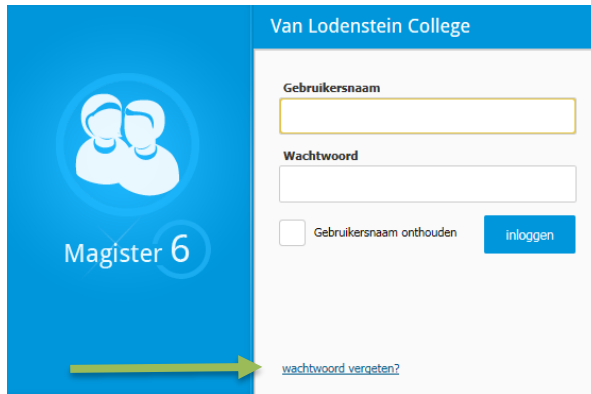 Van Lodenstein College
Gebruikersnaam
Wachtwoord
Gebruikersnaam onthouden
inloggen
Magister 6
wachtwoord vergeten?